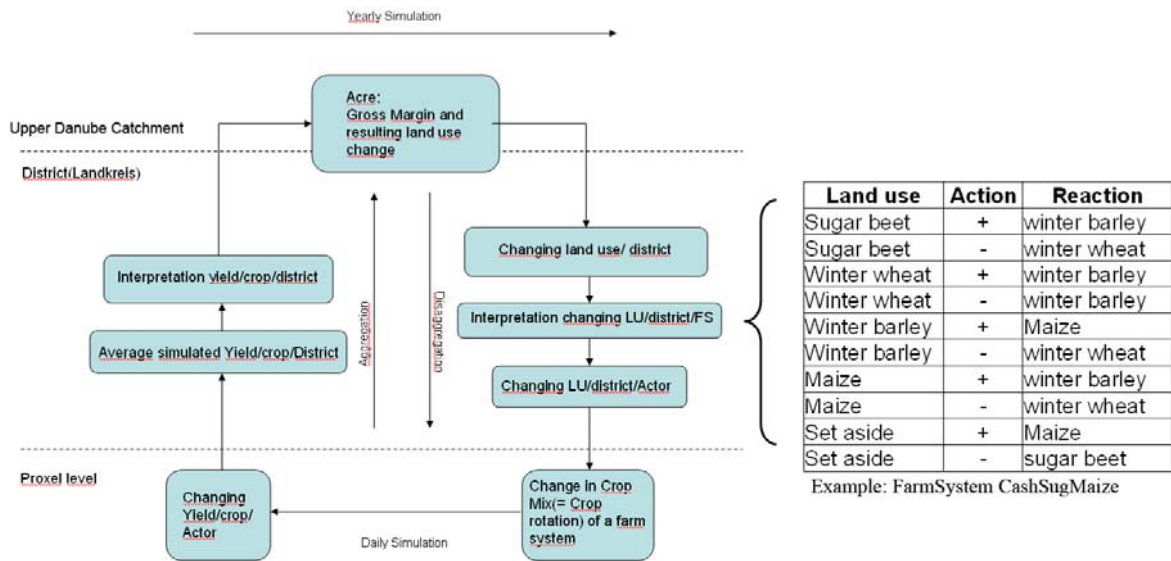 Yearly Simulation
Acre:
Gross Margin and
resulting land use
change
Upper Danube Catchment
District(Landkreis)
Changing land use/ district
Interpretation yield/crop/district
Interpretation changing LU/district/FS
Average simulated Yield/crop/District
Changing LU/district/Actor
Aggregation
Disaggregation
Proxel level
Changing
Yield/crop/
Actor
Daily Simulation
Change in Crop
Mix(= Crop
rotation) of a farm
system
Land use Action Reaction
Sugar beet + winter barley
Sugar beet - winter wheat
Winter wheat + winter barley
Winter wheat - winter barley
Winter barley + Maize
Winter barley - winter wheat
Maize + winter barley
Maize - winter wheat
Set aside + Maize
Set aside - sugar beet
Example: FarmSystem CashSugMaize